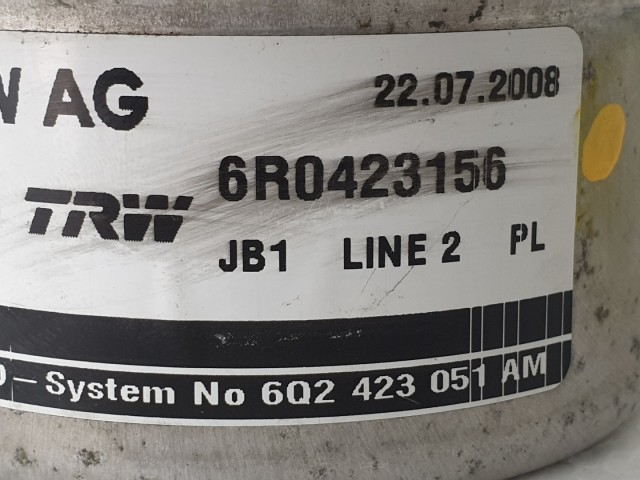 AG
22.07.2008
6R0423156
TRW
JB1 LINE 2 PL
– System No 6Q2 423 051 AM